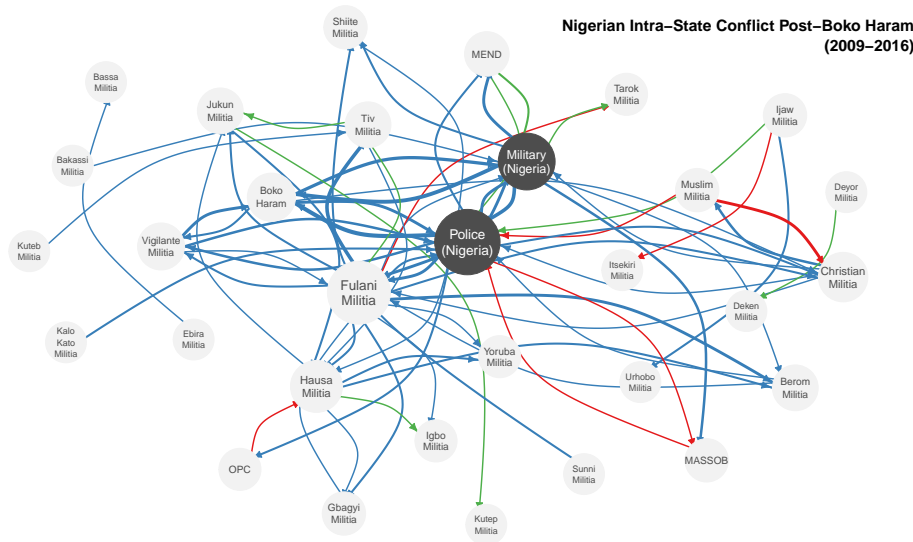 Nigerian Intra−State Conflict Post−Boko Haram
(2009−2016)
Shiite
Militia
MEND
Bassa
Militia
Tarok
Militia
Jukun
Militia
Tiv
Militia
Ijaw
Militia
Bakassi
Militia
Military
(Nigeria)
Boko
Haram
Muslim
Militia
Deyor
Militia
Kuteb
Militia
Vigilante
Militia
Police
(Nigeria)
Itsekiri
Militia
Christian
Militia
Fulani
Militia
Deken
Militia
Kalo
Kato
Militia
Ebira
Militia
Yoruba
Militia
Hausa
Militia
Urhobo
Militia
Berom
Militia
Igbo
Militia
OPC
MASSOB
Sunni
Militia
Gbagyi
Militia
Kutep
Militia